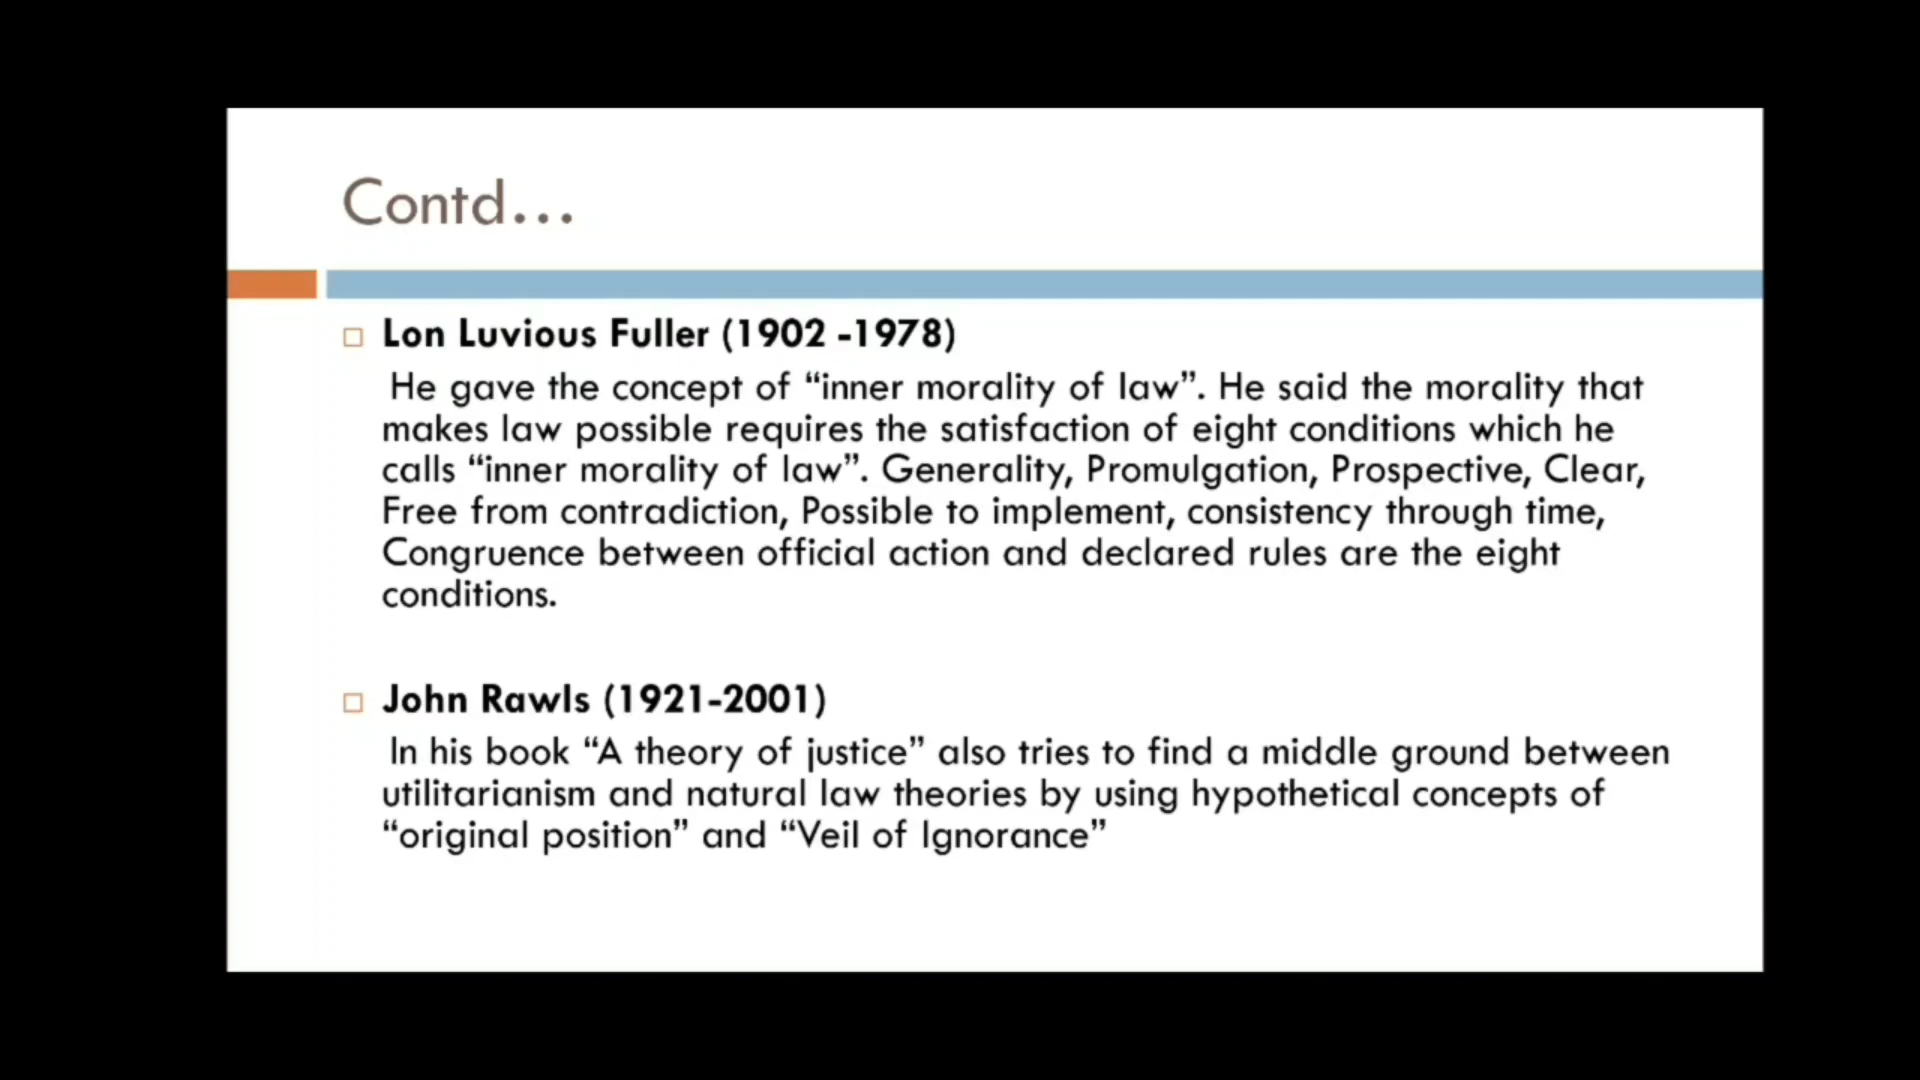 Contd...
Lon Luvious Fuller (1902 -1978)
He gave the concept of “inner morality of law”. He said the morality that
makes law possible requires the satisfaction of eight conditions which he
calls “inner morality of law”. Generality, Promulgation, Prospective, Clear,
Free from contradiction, Possible to implement, consistency through time,
Congruence between official action and declared rules are the eight
conditions.
John Rawls (1921-2001)
In his book “A theory of justice” also tries to find a middle ground between
utilitarianism and natural law theories by using hypothetical concepts of
“original position” and “Veil of Ignorance”